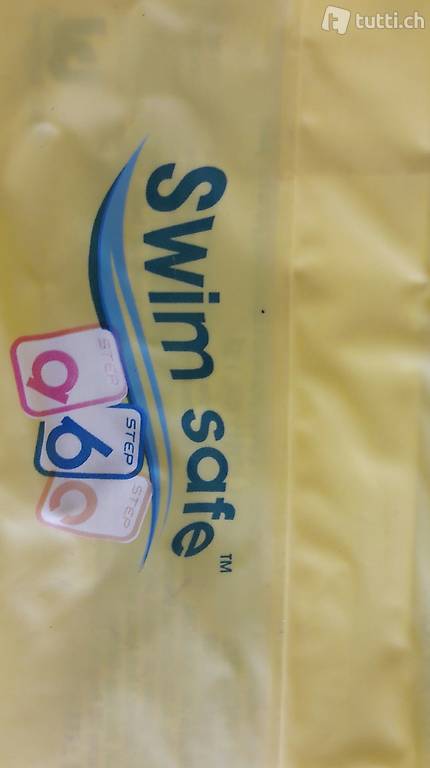 tutti.ch
Swim safe™
STEP
a
STEP
b
STEP
c